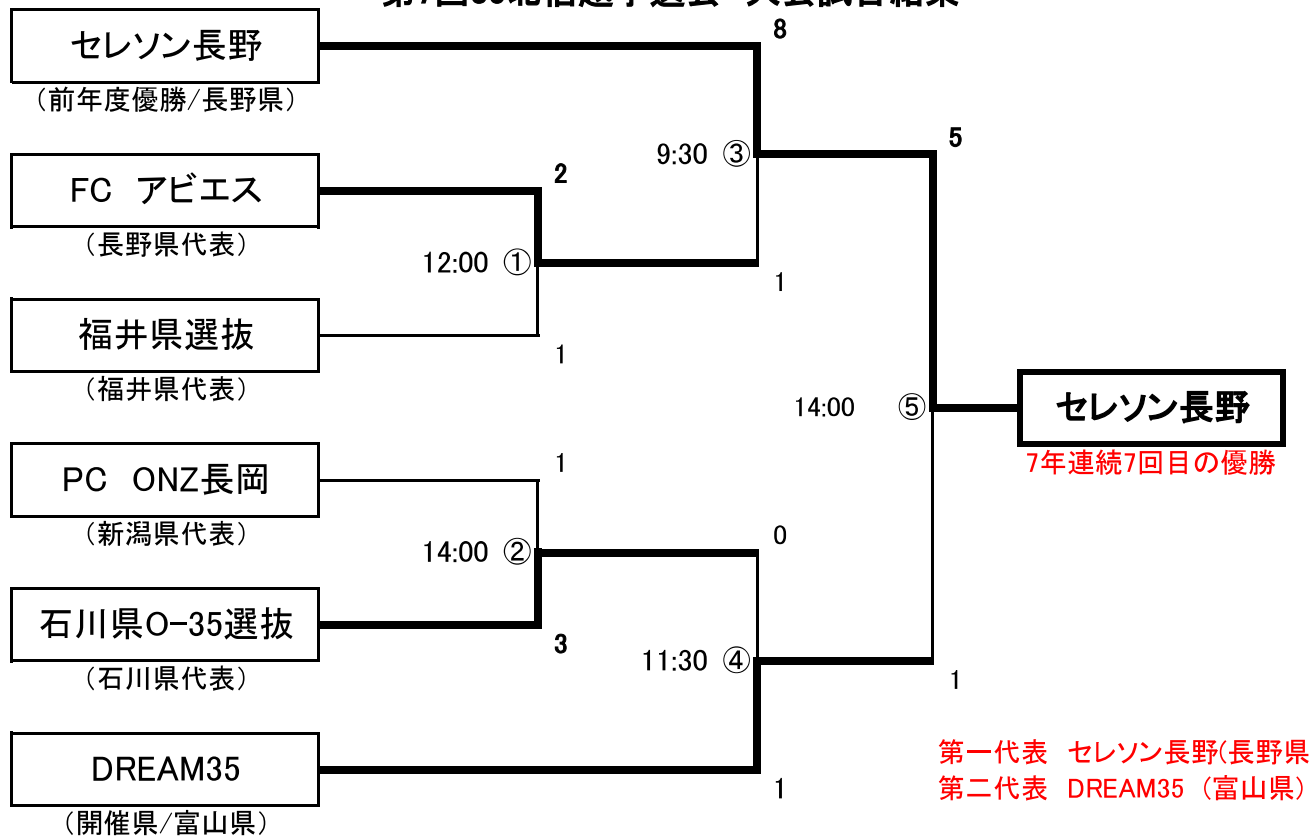 セレソン長野
(前年度優勝/長野県)
8
9:30 ③
5
FC アビエス
(長野県代表)
2
12:00 ①
1
福井県選抜
(福井県代表)
1
14:00 ⑤
セレソン長野
7年連続7回目の優勝
PC ONZ長岡
(新潟県代表)
1
14:00 ②
0
石川県O-35選抜
(石川県代表)
3
11:30 ④
1
DREAM35
(開催県/富山県)
1
第一代表 セレソン長野(長野県
第二代表 DREAM35 (富山県)